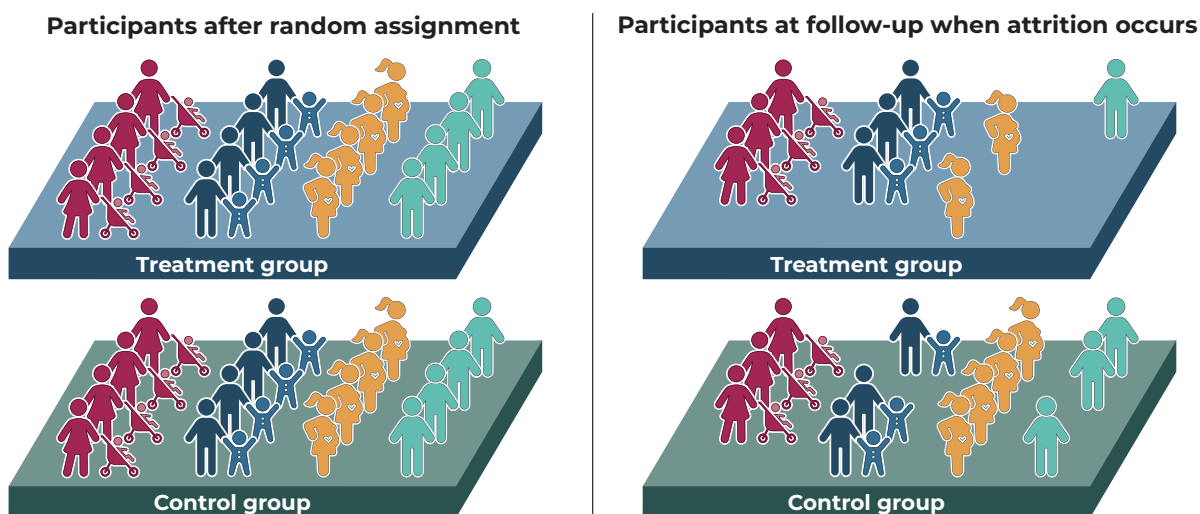 Participants after random assignment
Participants at follow-up when attrition occurs
Treatment group
Treatment group
Control group
Control group